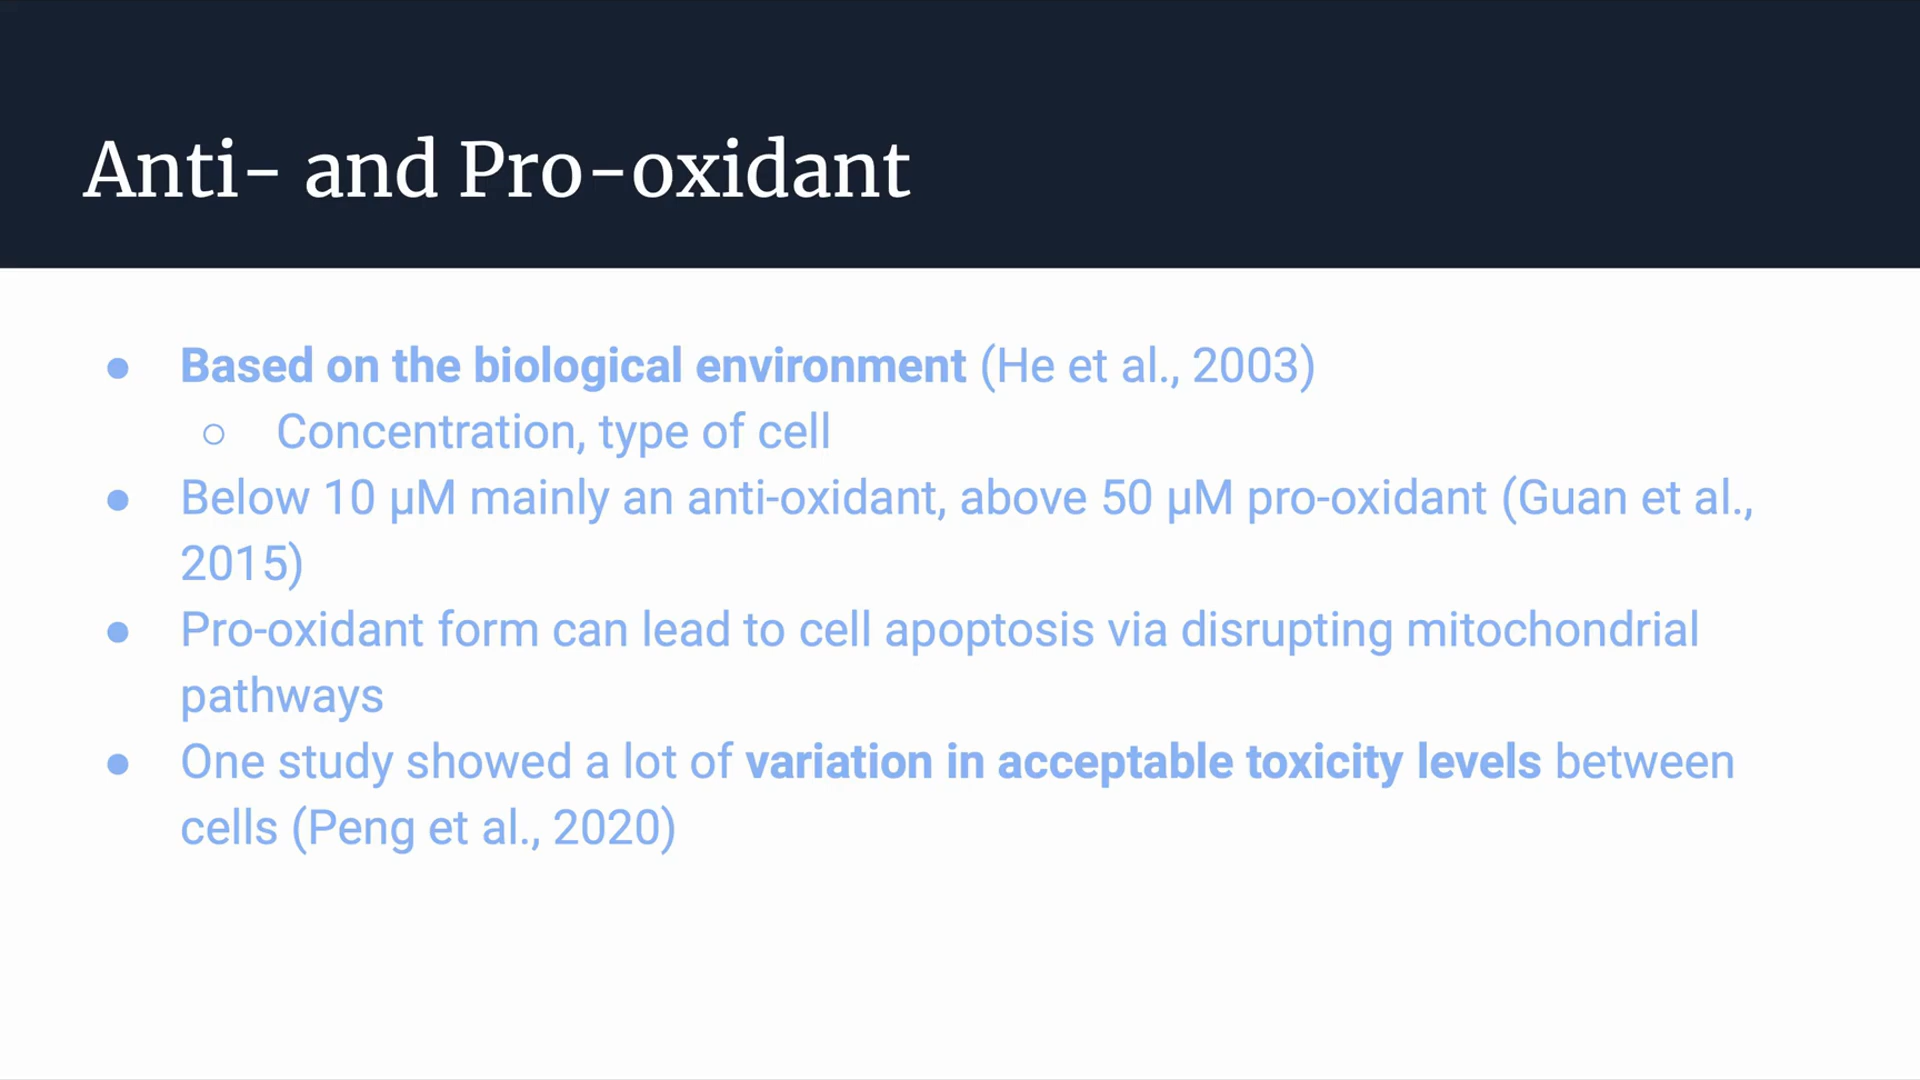 Anti- and Pro-oxidant
● Based on the biological environment (He et al., 2003)
○ Concentration, type of cell
● Below 10 μM mainly an anti-oxidant, above 50 μM pro-oxidant (Guan et al.,
2015)
● Pro-oxidant form can lead to cell apoptosis via disrupting mitochondrial
pathways
● One study showed a lot of variation in acceptable toxicity levels between
cells (Peng et al., 2020)